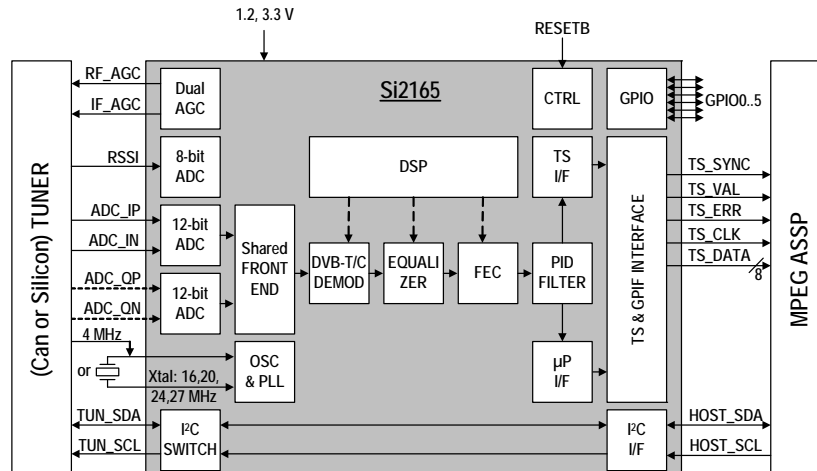 1.2, 3.3 V
RESETB
(Can or Silicon) TUNER
RF_AGC
IF_AGC
Dual
AGC
Si2165
CTRL
GPIO
GPIO0..5
RSSI
8-bit
ADC
DSP
TS
I/F
TS_SYNC
TS_VAL
TS_ERR
TS_CLK
TS_DATA
8
ADC_IP
ADC_IN
12-bit
ADC
Shared
FRONT
END
DVB-T/C
DEMOD
EQUALI
ZER
FEC
PID
FILTER
TS & GPIF INTERFACE
MPEG ASSP
ADC_QP
ADC_QN
12-bit
ADC
4 MHz
or
Xtal: 16,20,
24,27 MHz
OSC
& PLL
µP
I/F
TUN_SDA
TUN_SCL
I²C
SWITCH
I²C
I/F
HOST_SDA
HOST_SCL